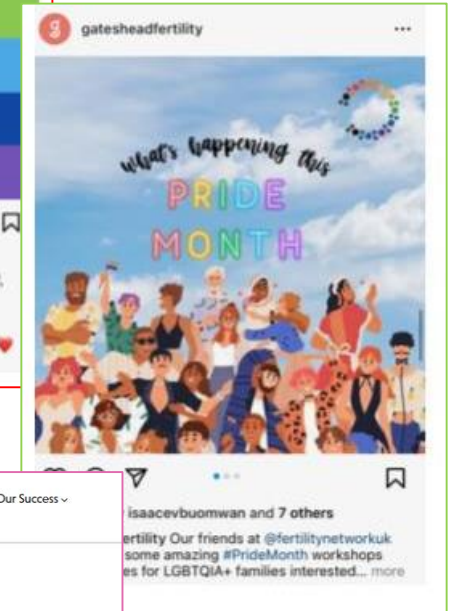 gatesheadfertility
what's happening this
PRIDE
MONTH
Our Success
isaacevbuomwan and 7 others
ertility Our friends at @fertilitynetworkuk
some amazing #PrideMonth workshops
es for LGBTQIA+ families interested... more